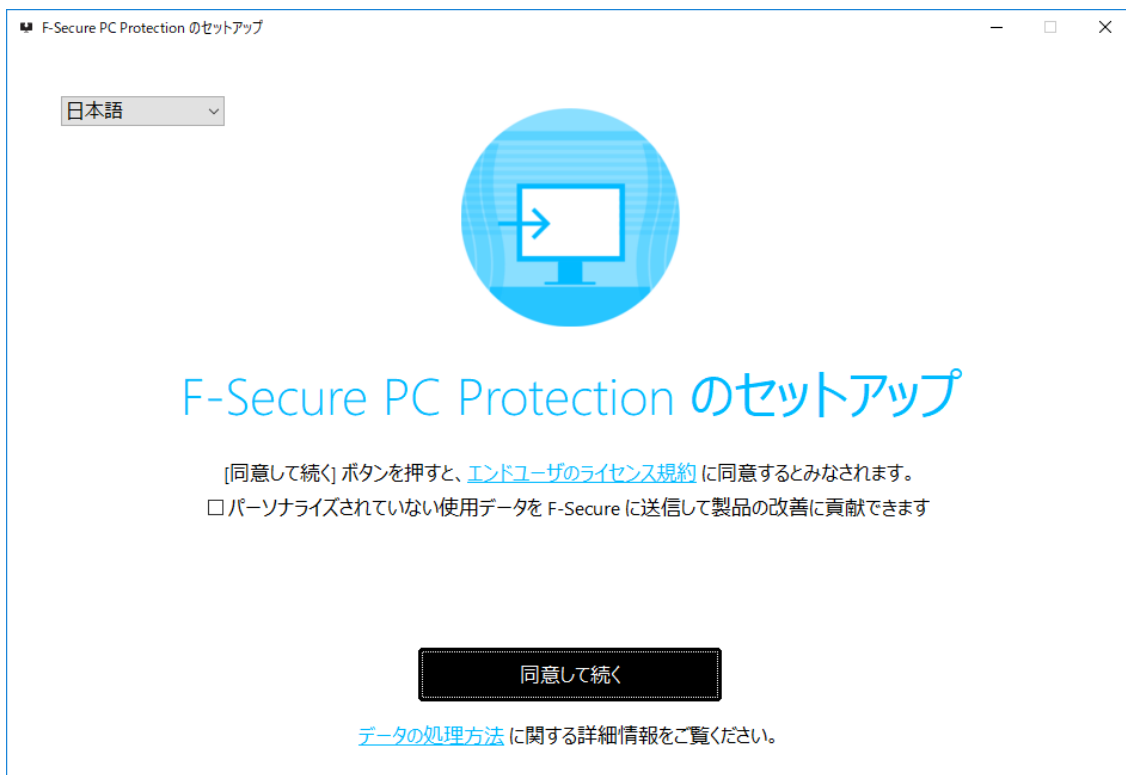 F-Secure PC Protection のセットアップ
日本語
F-Secure PC Protection のセットアップ
[同意して続く] ボタンを押すと、エンドユーザのライセンス規約 に同意するとみなされます。
パーソナライズされていない使用データを F-Secure に送信して製品の改善に貢献できます
同意して続く
データの処理方法 に関する詳細情報をご覧ください。